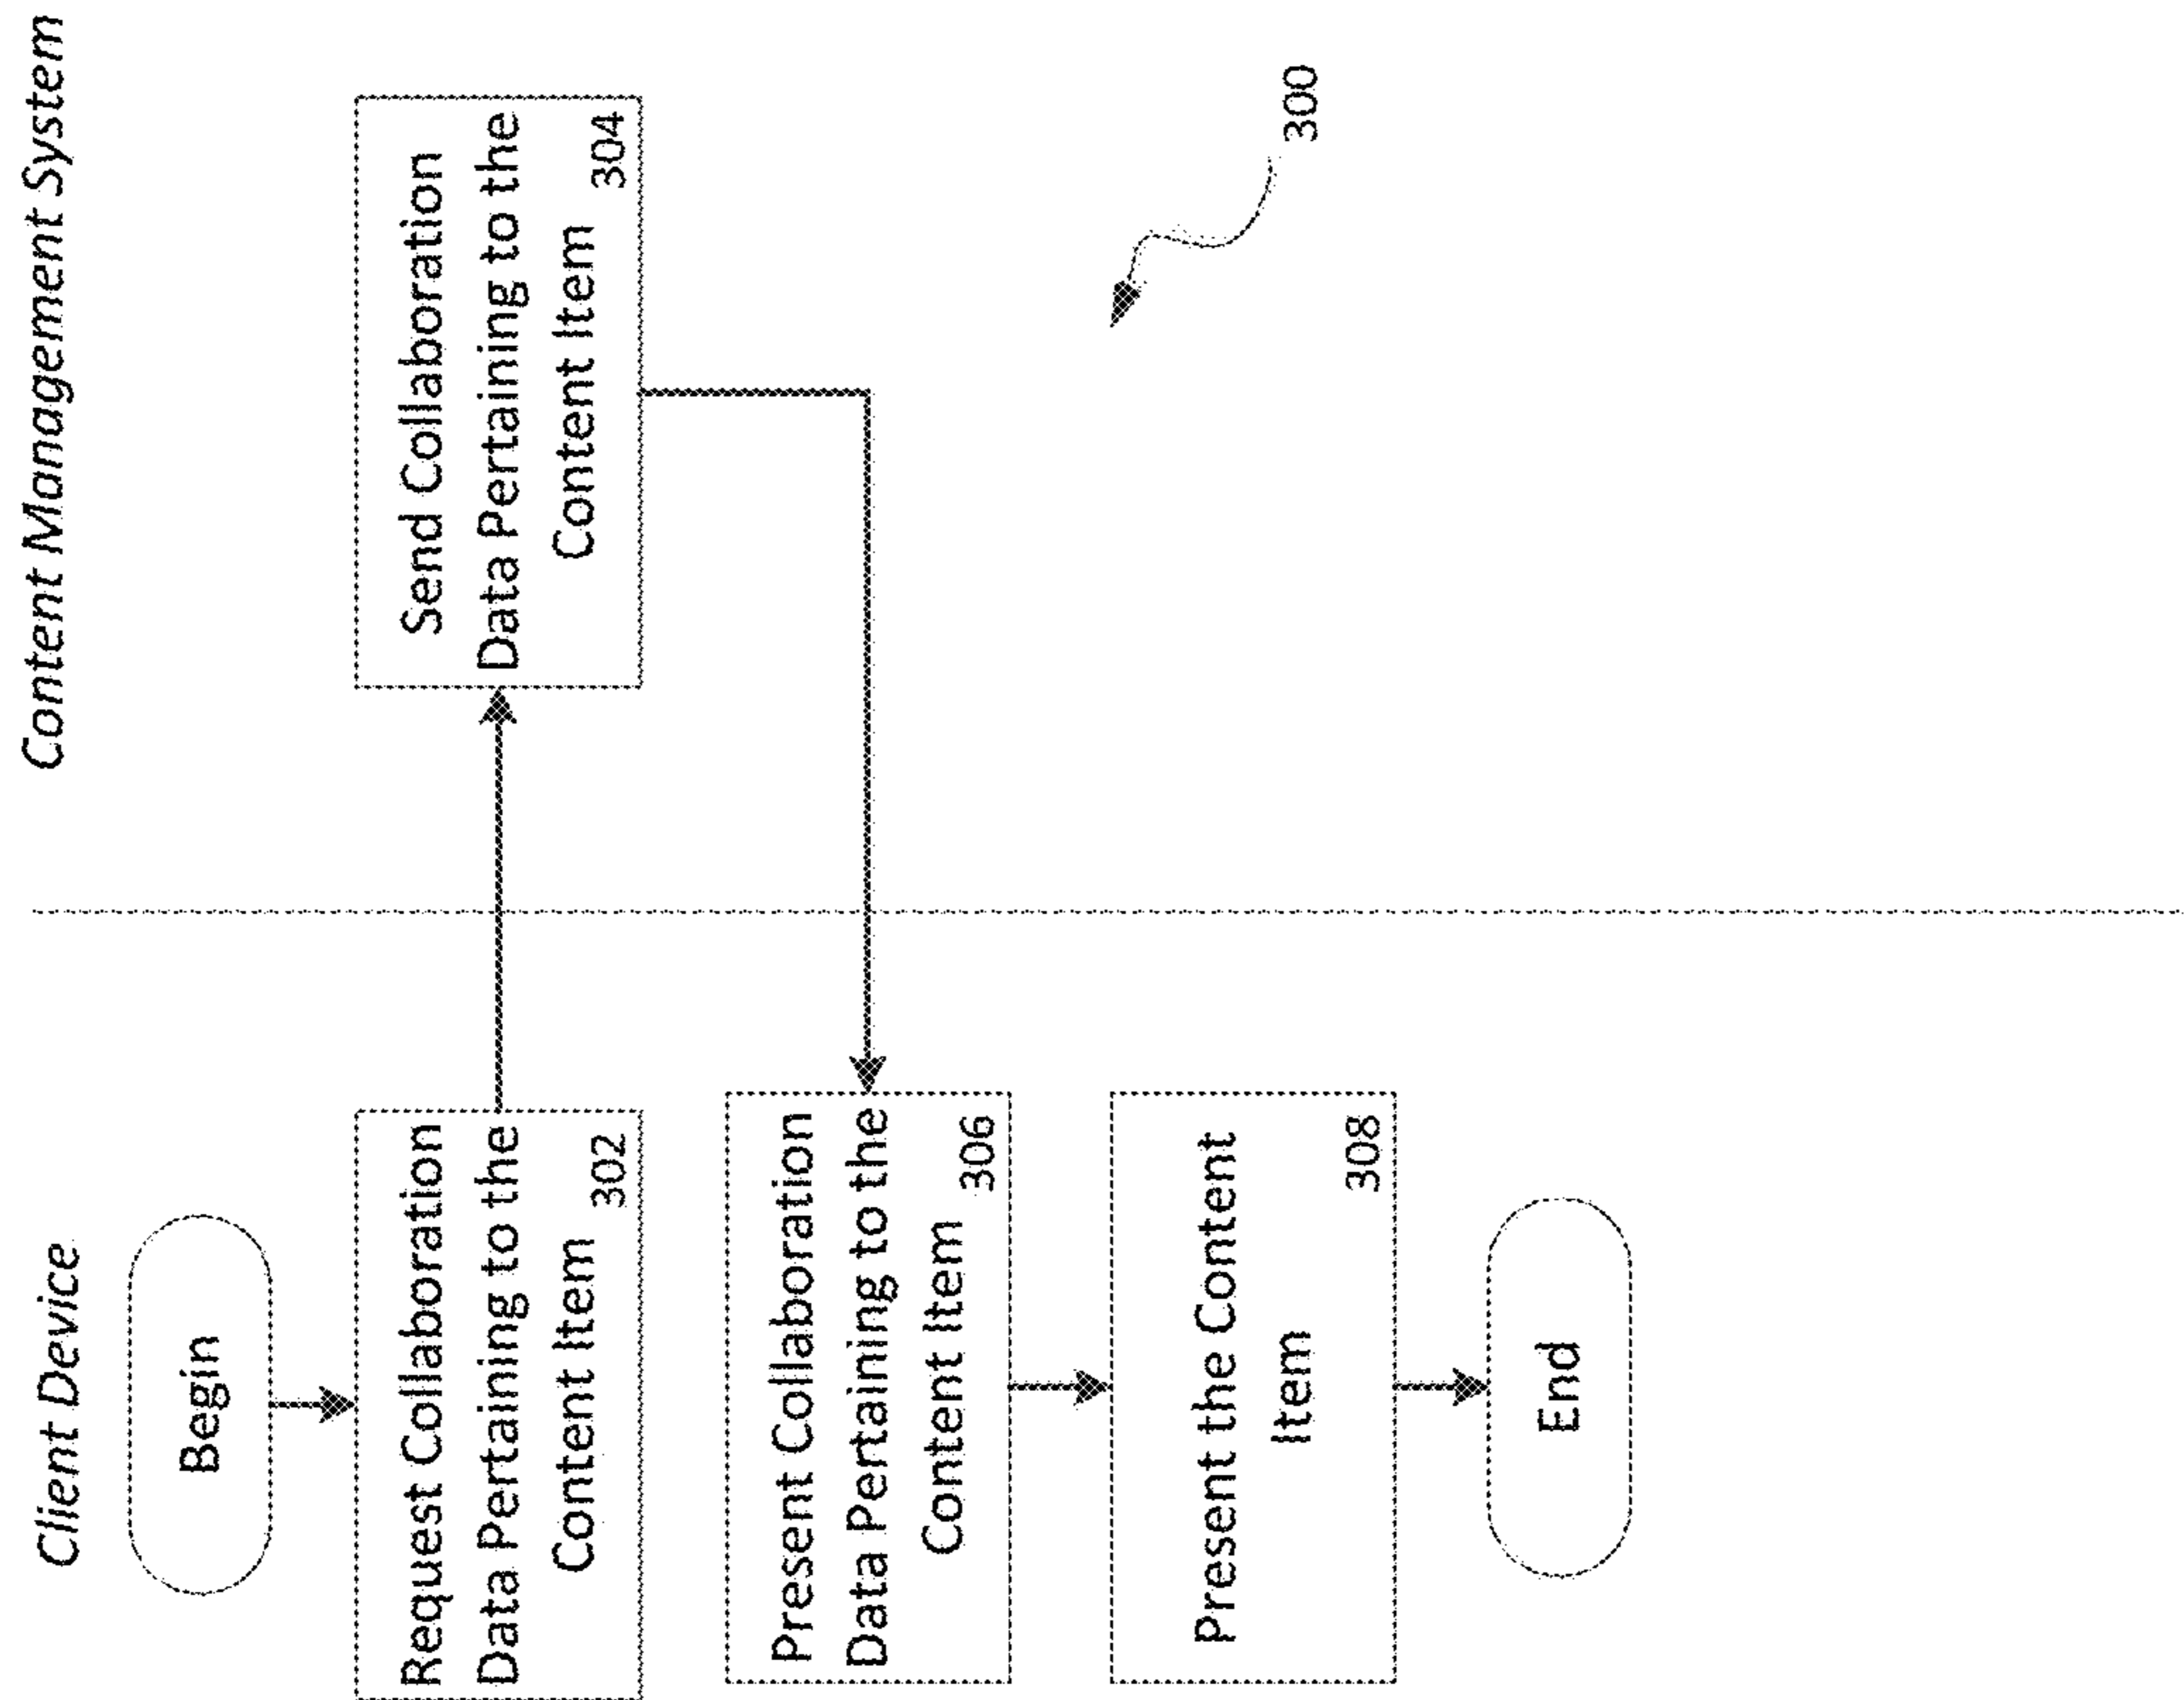 Client Device
Content Management System
Begin
Request Collaboration
Data Pertaining to the
Content Item
302
Send Collaboration
Data Pertaining to the
Content Item
304
Present Collaboration
Data Pertaining to the
Content Item
306
Present the Content
Item
308
End
300